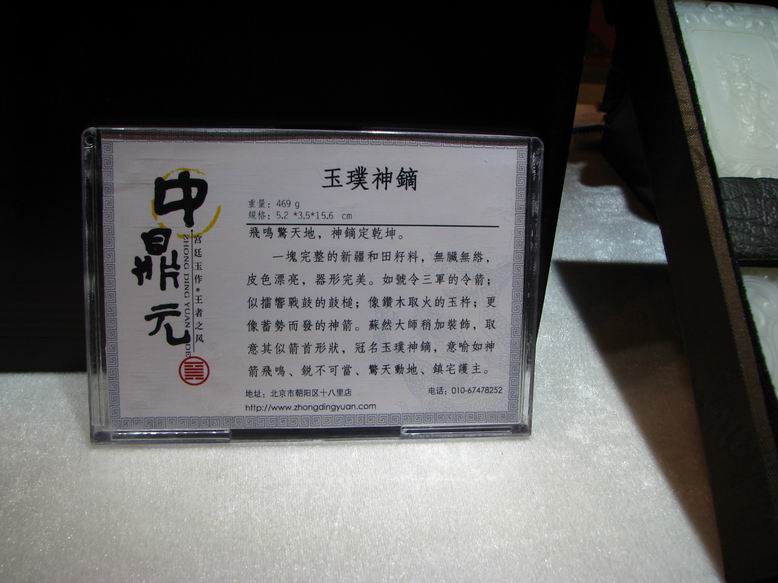 玉璞神鏑
重量：469 g
規格：5.2 *3.5*15.6 cm
飛鳴驚天地，神鏑定乾坤。
一塊完整的新疆和田籽料，無臟無綹，
皮色漂亮，器形完美。如號令三軍的令箭；
似擂響戰鼓的鼓槌；像鑽木取火的玉杵；更
像蓄勢而發的神箭。蘇然大師稍加裝飾，取
意其似箭首形狀，冠名玉璞神鏑，意喻如神
箭飛鳴、銳不可當、驚天動地、鎮宅護主。
地址：北京市朝阳区十八里店
电话：010-67478252
http://www.zhongdingyuan.com
中鼎元
ZHONG DING YUAN
宫廷玉作*王者之风